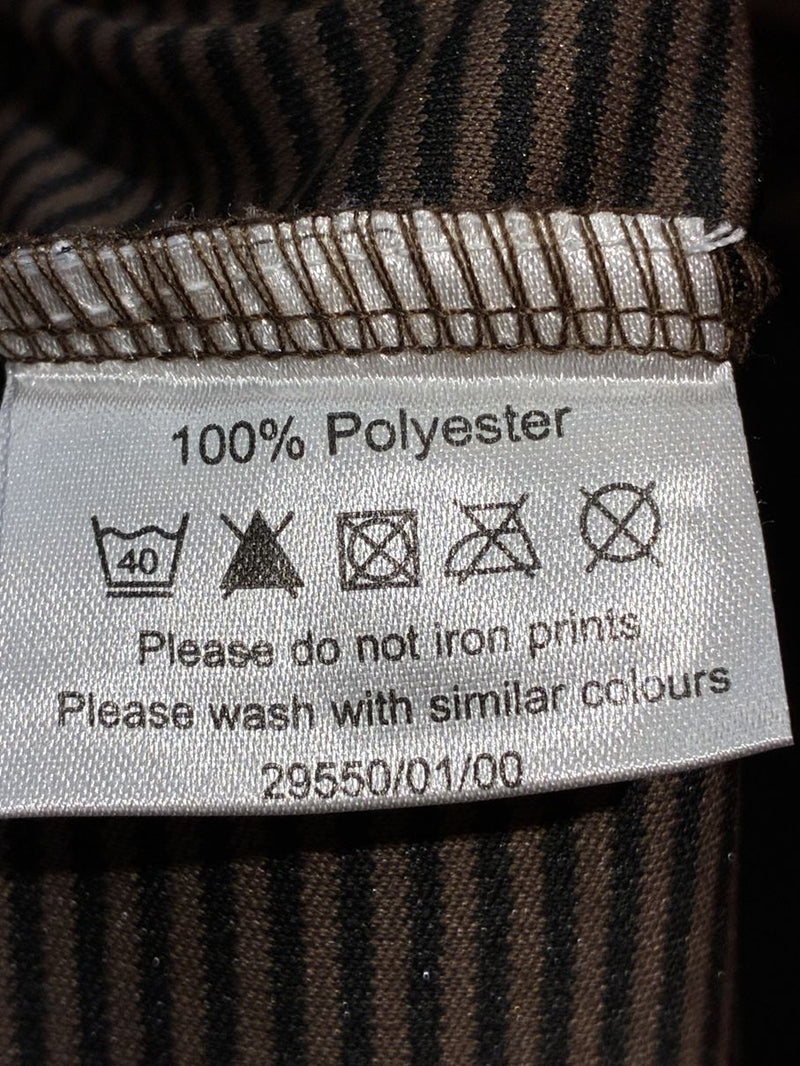 100% Polyester
40
Please do not iron prints
Please wash with similar colours
29550/01/00